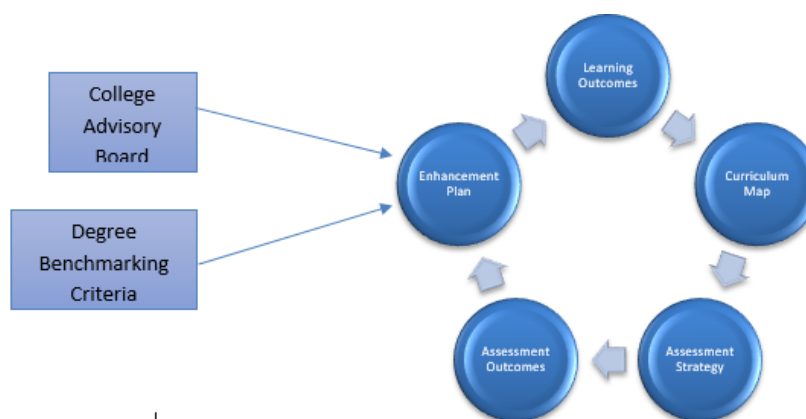 College
Advisory
Board
Degree
Benchmarking
Criteria
Learning
Outcomes
Enhancement
Plan
Curriculum
Map
Assessment
Outcomes
Assessment
Strategy